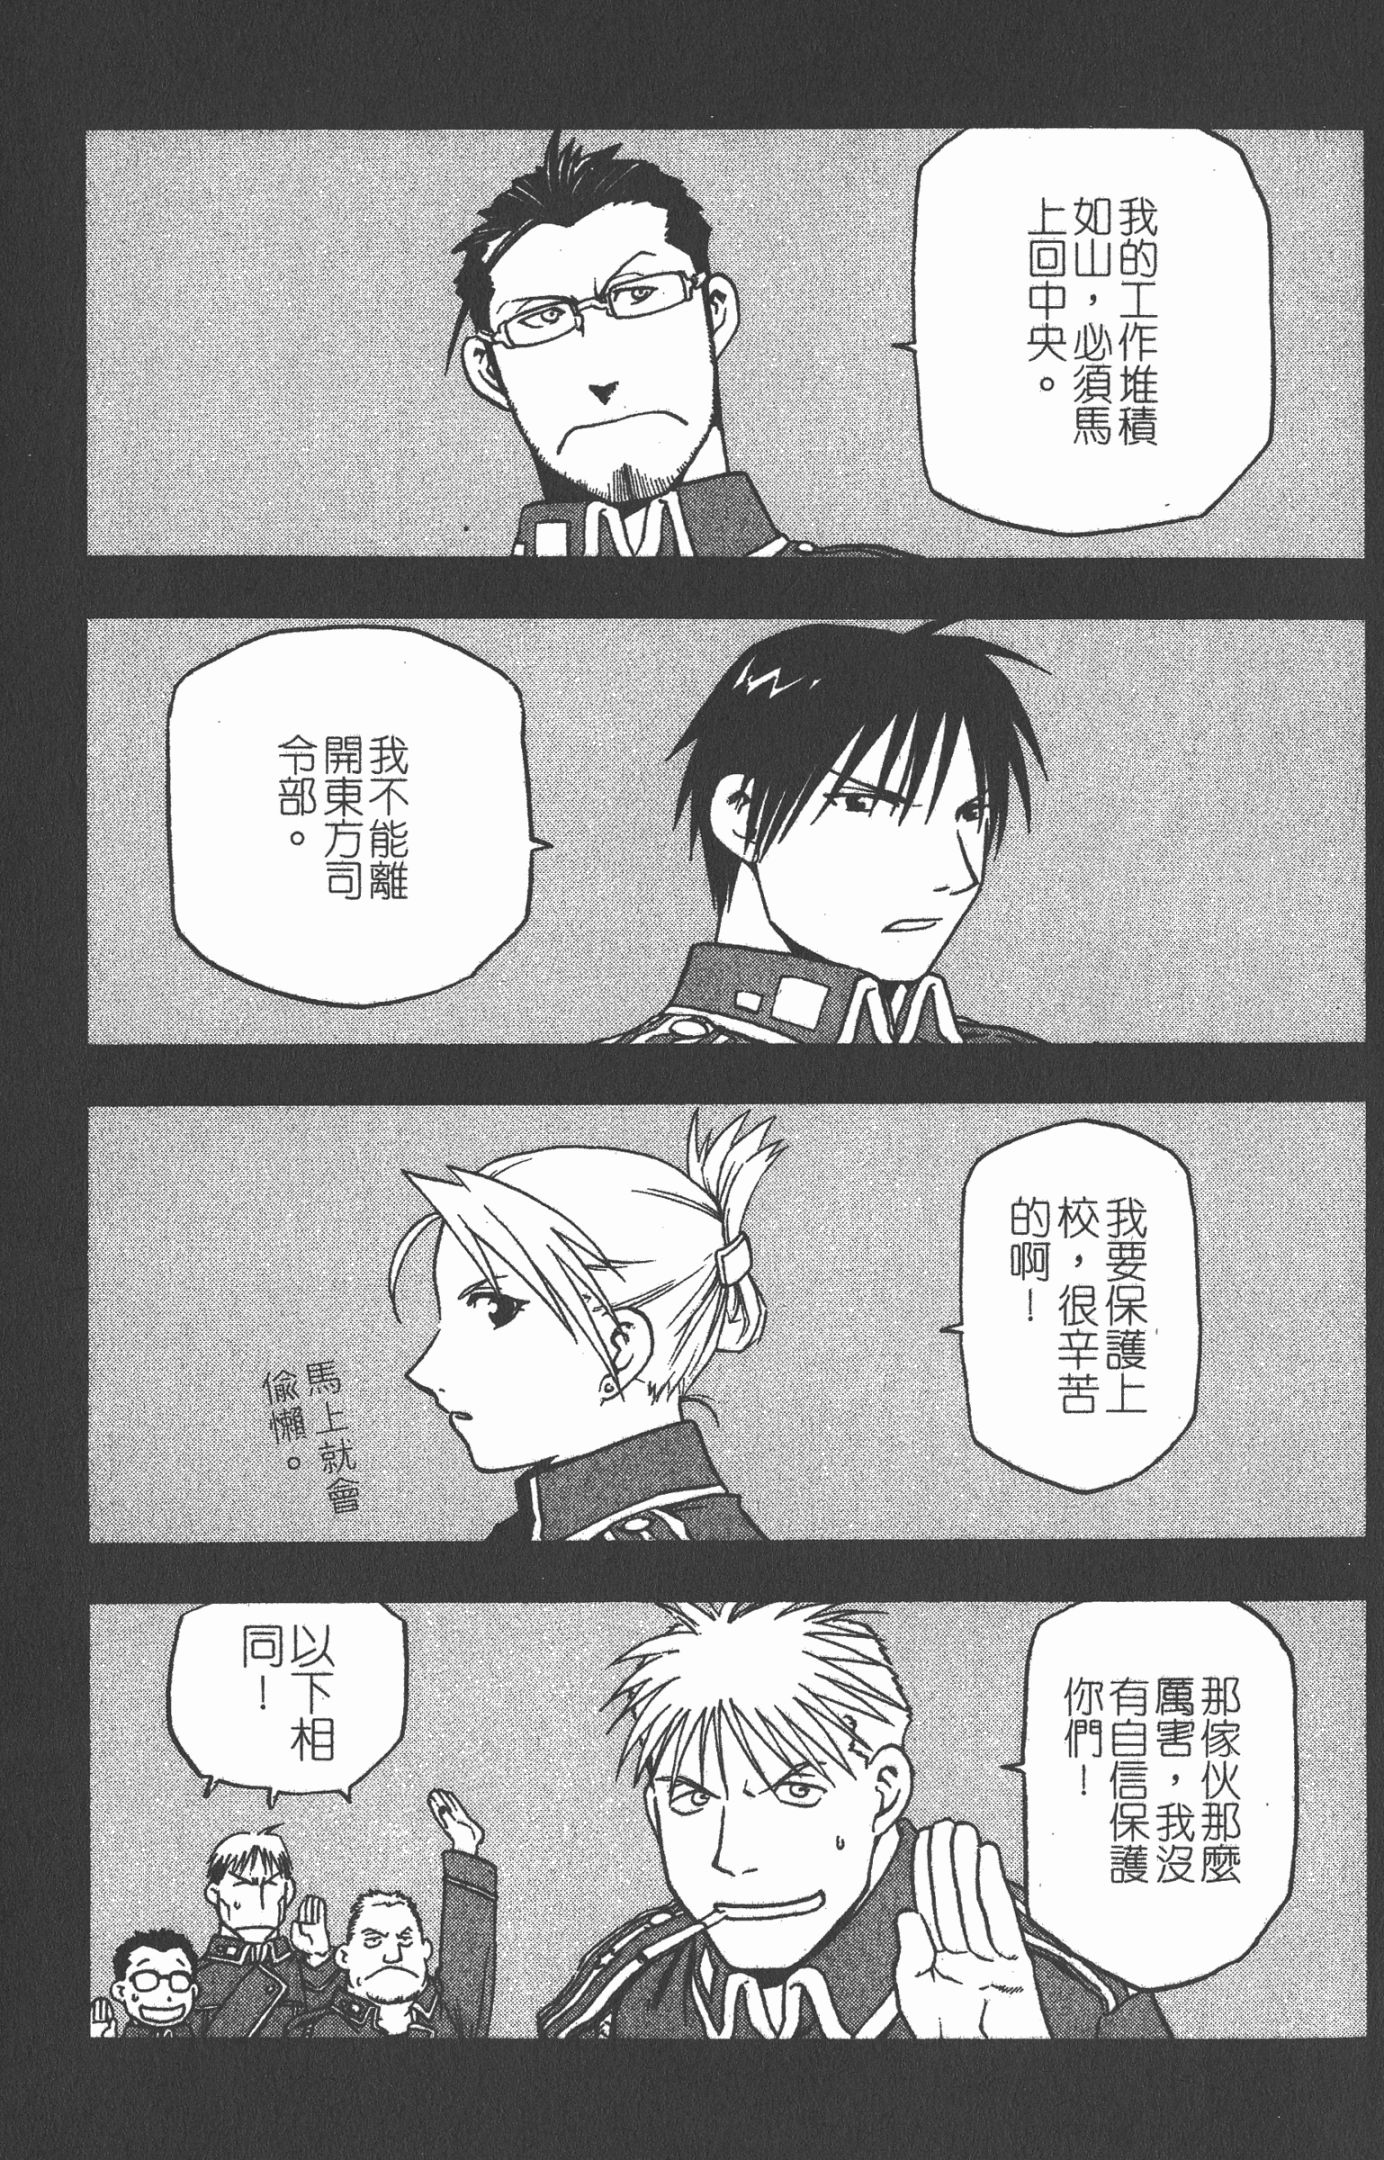 我的工作堆積
如山，必須馬
上回中央。
我不能離
開東方司
令部。
我要保護上
校，很辛苦
的啊！
馬上就會
偷懶。
那傢伙那麼
厲害，我沒
有自信保護
你們！
以下相
同！